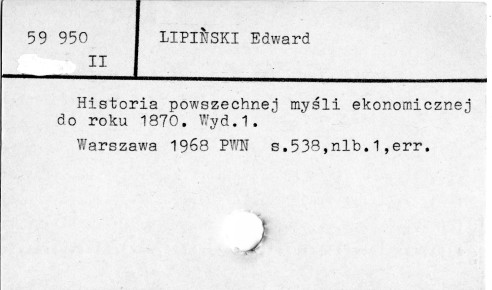 59 950
II
LIPIŃSKI Edward
Historia powszechnej myśli ekonomicznej
do roku 1870. Wyd.1.
Warszawa 1968 PWN s.538,nlb.1,err.